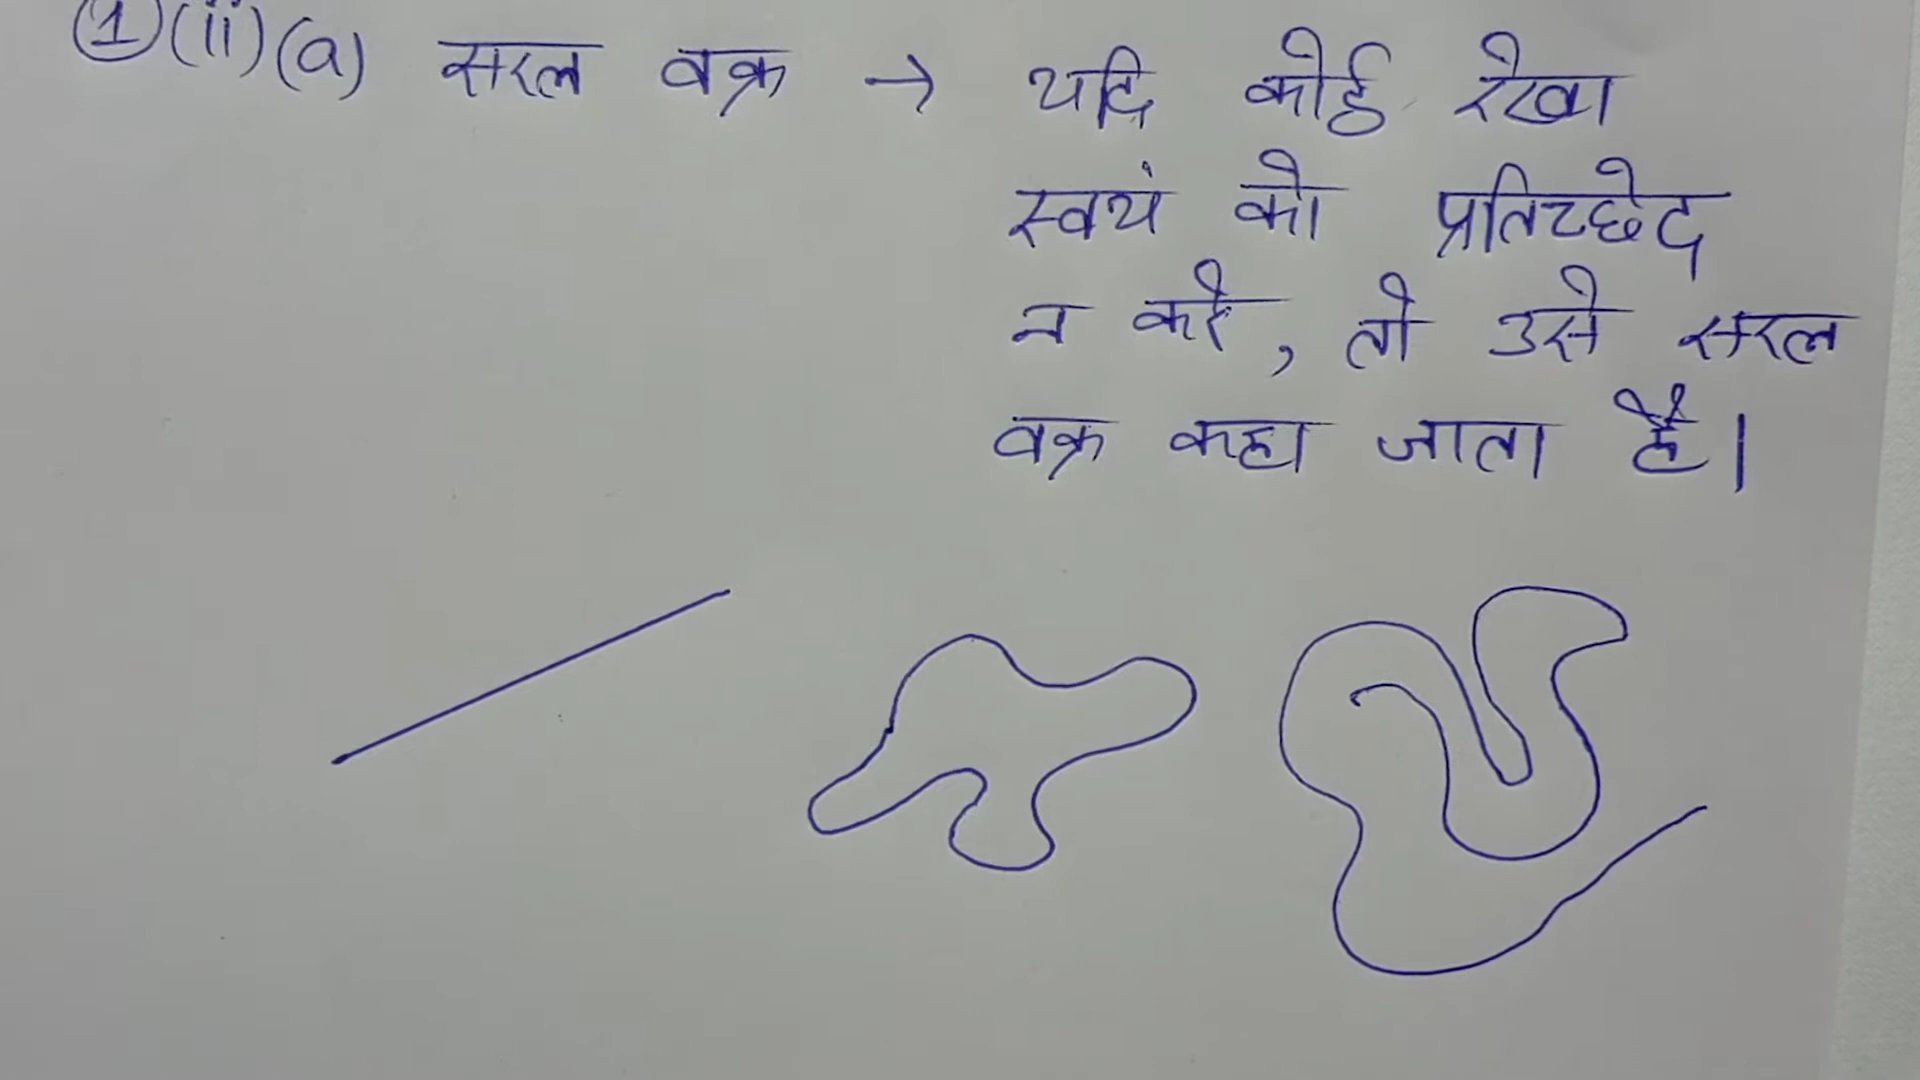 ① (ii) (a) सरल वक्र → यदि कोई रेखा
स्वयं को प्रतिच्छेद
न करे, तो उसे सरल
वक्र कहा जाता है।